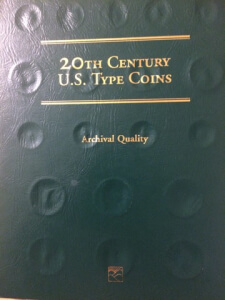 20TH CENTURY
U.S. TYPE COINS
Archival Quality